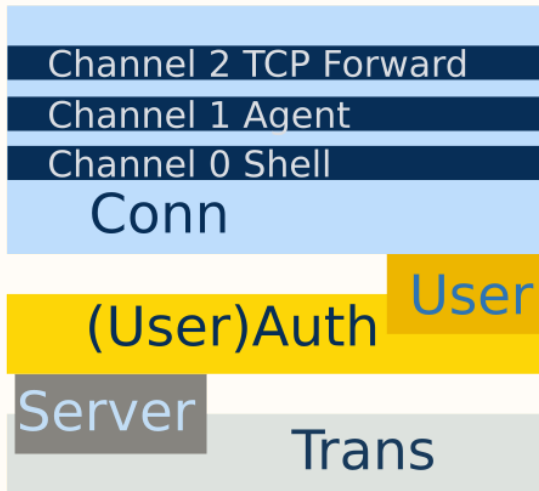 Channel 2 TCP Forward
Channel 1 Agent
Channel 0 Shell
Conn
User
(User)Auth
Server
Trans